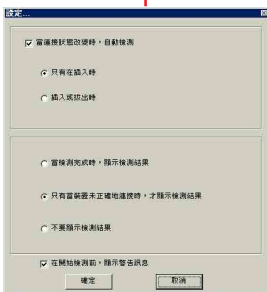 設定...
當連接狀態改變時，自動檢測
只有在插入時
插入或拔出時
當檢測完成時，顯示檢測結果
只有當裝置未正確地連接時，才顯示檢測結果
不要顯示檢測結果
在開始檢測前，顯示警告訊息
確定
取消